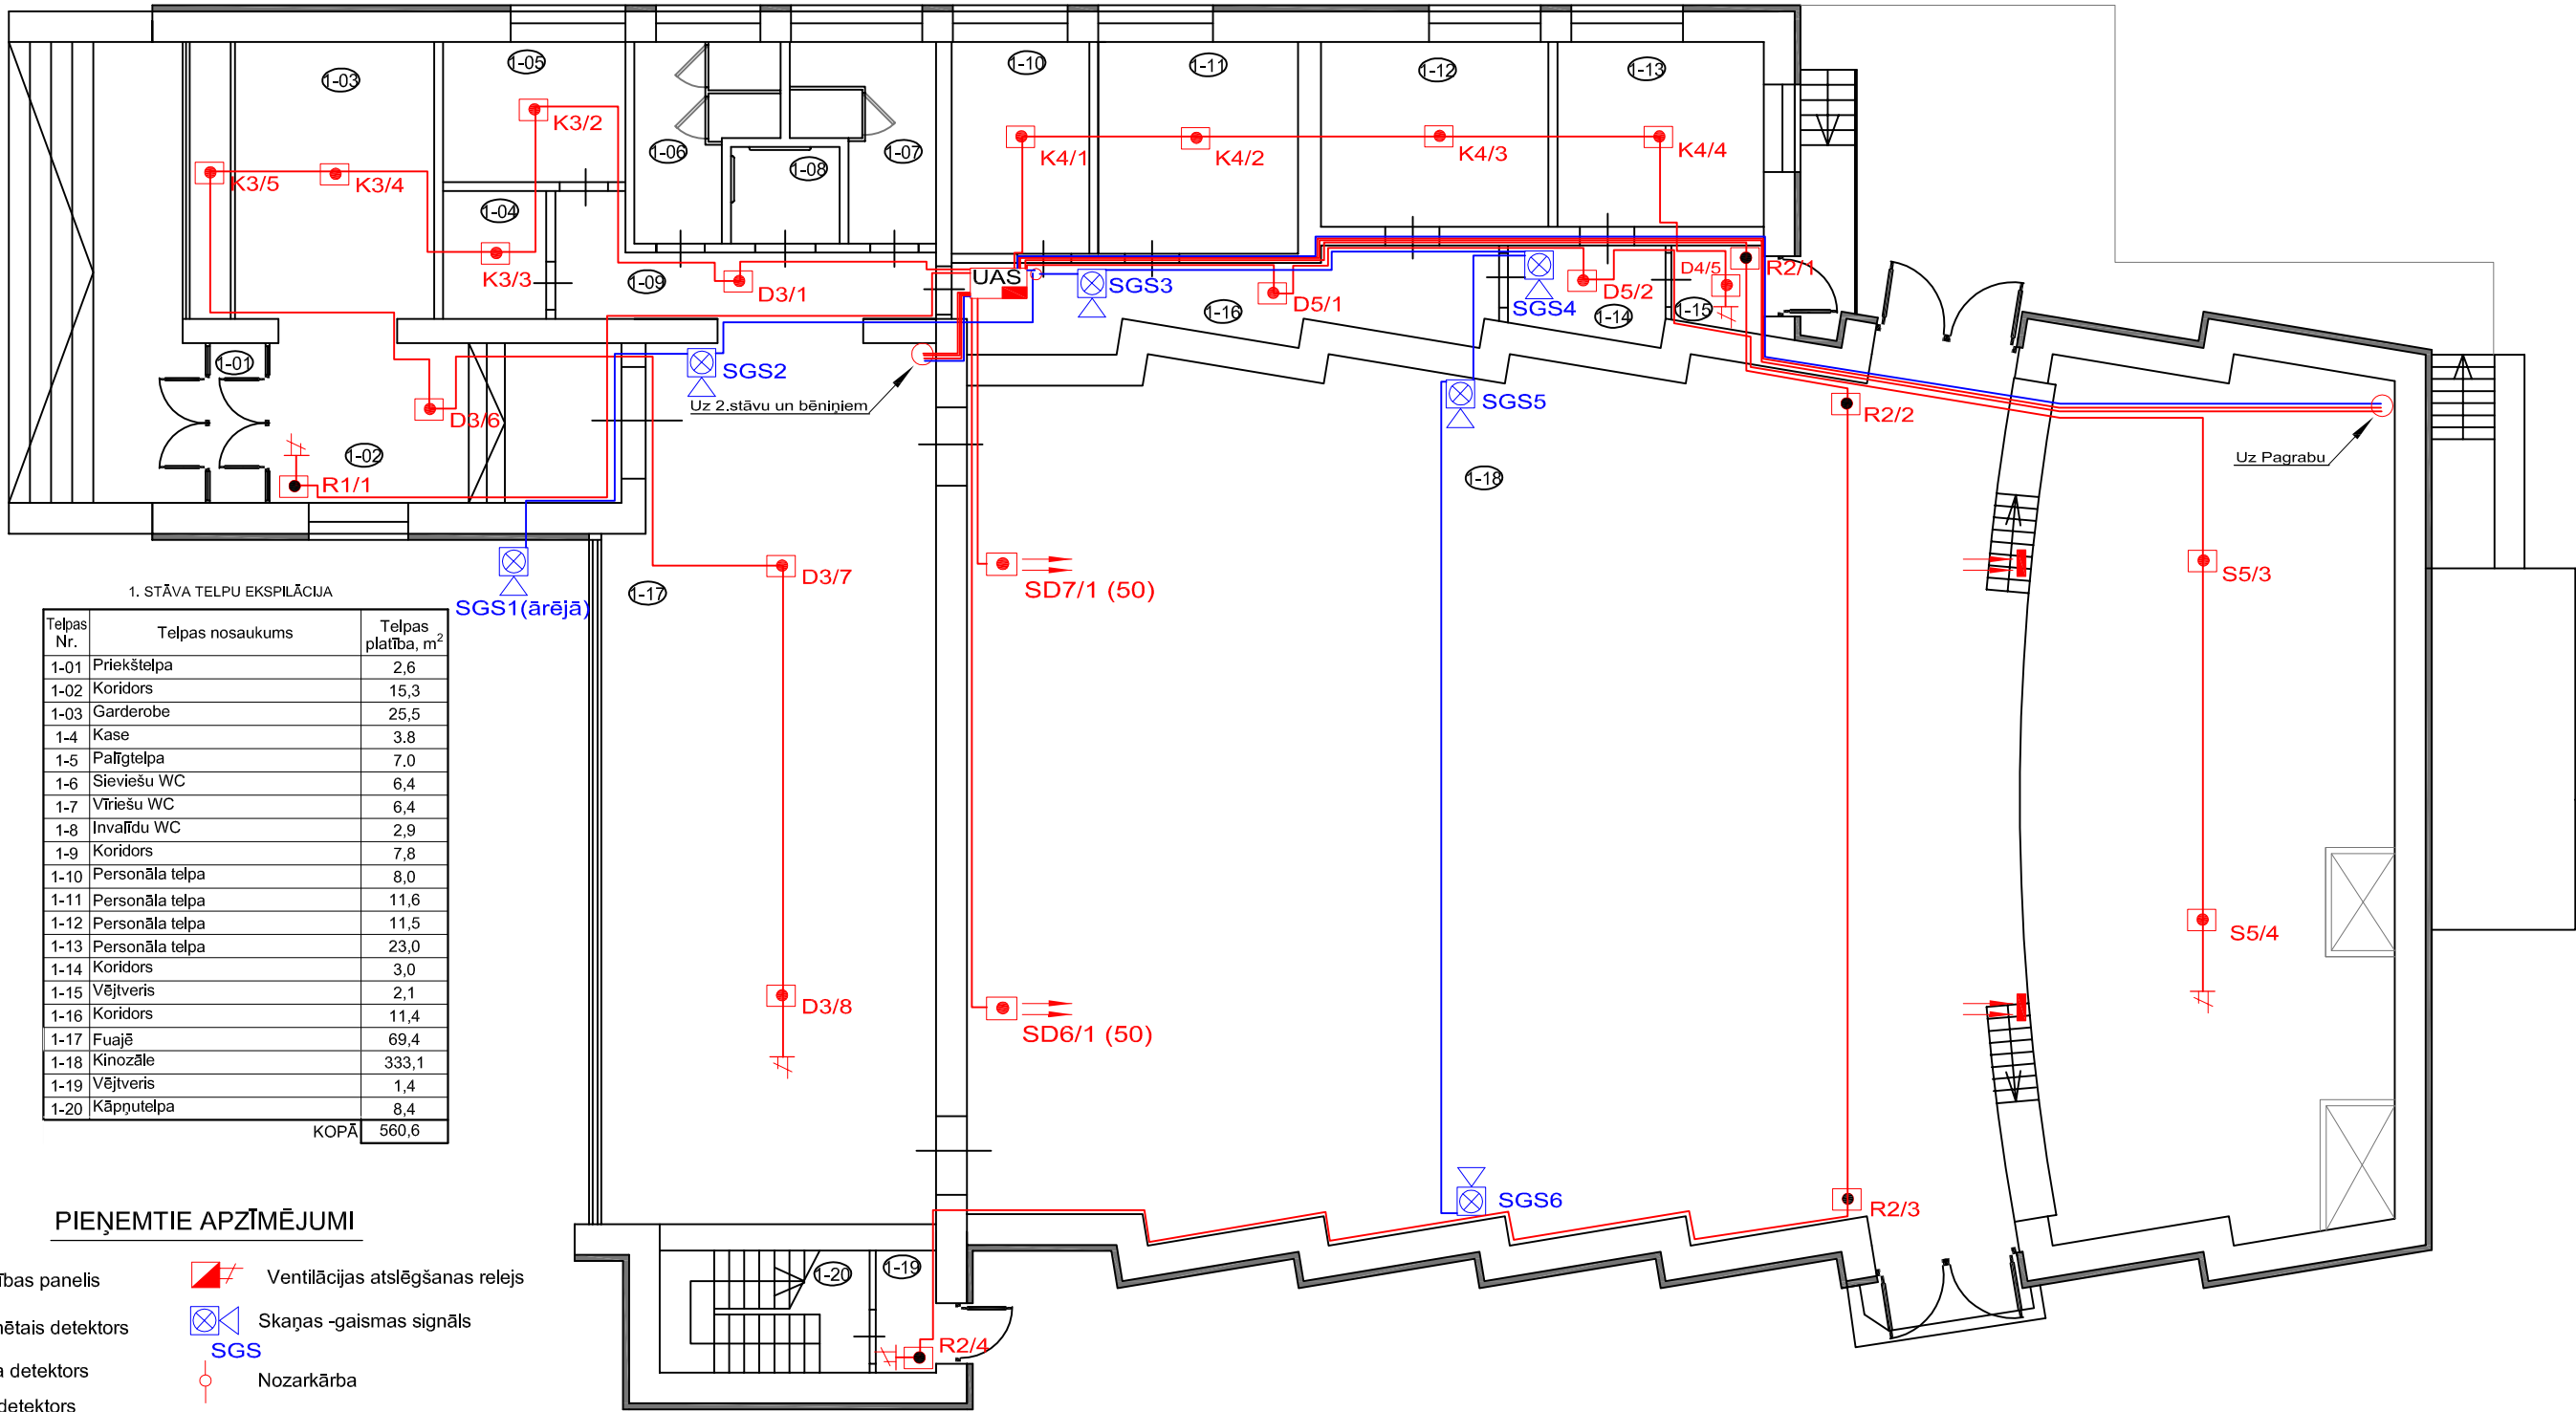 1-03
1-05
1-10
1-11
1-12
1-13
K3/2
1-06
1-07
1-08
K4/1
K4/2
K4/3
K4/4
K3/5
K3/4
1-04
K3/3
1-09
D3/1
UAS
SGS3
1-16
D5/1
SGS4
D5/2
1-14
D4/5
1-15
R2/1
1-01
SGS2
Uz 2.stāvu un bēniņiem
SGS5
R2/2
D3/6
1-02
R1/1
1-18
Uz Pagrabu
SGS1(ārējā)
1-17
D3/7
SD7/1 (50)
S5/3
S5/4
D3/8
SD6/1 (50)
SGS6
R2/3
1-20
1-19
R2/4
1. STĀVA TELPU EKSPILĀCIJA
Telpas Nr. Telpas nosaukums Telpas platība, m²
1-01 Priekštelpa 2,6
1-02 Koridors 15,3
1-03 Garderobe 25,5
1-4 Kase 3.8
1-5 Palīgtelpa 7.0
1-6 Sieviešu WC 6,4
1-7 Vīriešu WC 6,4
1-8 Invalīdu WC 2,9
1-9 Koridors 7,8
1-10 Personāla telpa 8,0
1-11 Personāla telpa 11,6
1-12 Personāla telpa 11,5
1-13 Personāla telpa 23,0
1-14 Koridors 3,0
1-15 Vējtveris 2,1
1-16 Koridors 11,4
1-17 Fuajē 69,4
1-18 Kinozāle 333,1
1-19 Vējtveris 1,4
1-20 Kāpņutelpa 8,4
KOPĀ 560,6
PIEŅEMTIE APZĪMĒJUMI
panelis
Ventilācijas atslēgšanas relejs
detektors
Skaņas -gaismas signāls
SGS
detektors
Nozarkārba
detektors